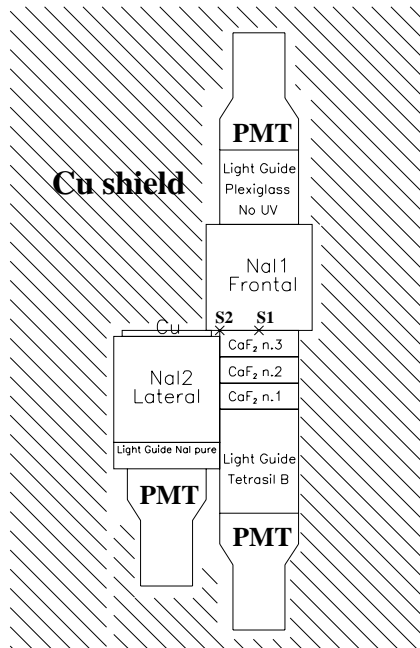 PMT
Light Guide
Plexiglass
No UV
Cu shield
NaI1
Frontal
S2 S1
Cu
CaF₂ n.3
NaI2
Lateral
CaF₂ n.2
CaF₂ n.1
Light Guide NaI pure
Light Guide
Tetrasil B
PMT
PMT